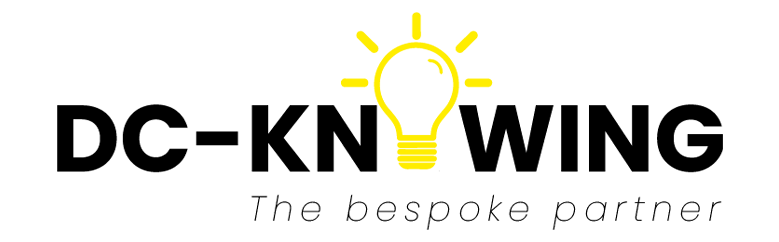 DC-KNOWING
The bespoke partner